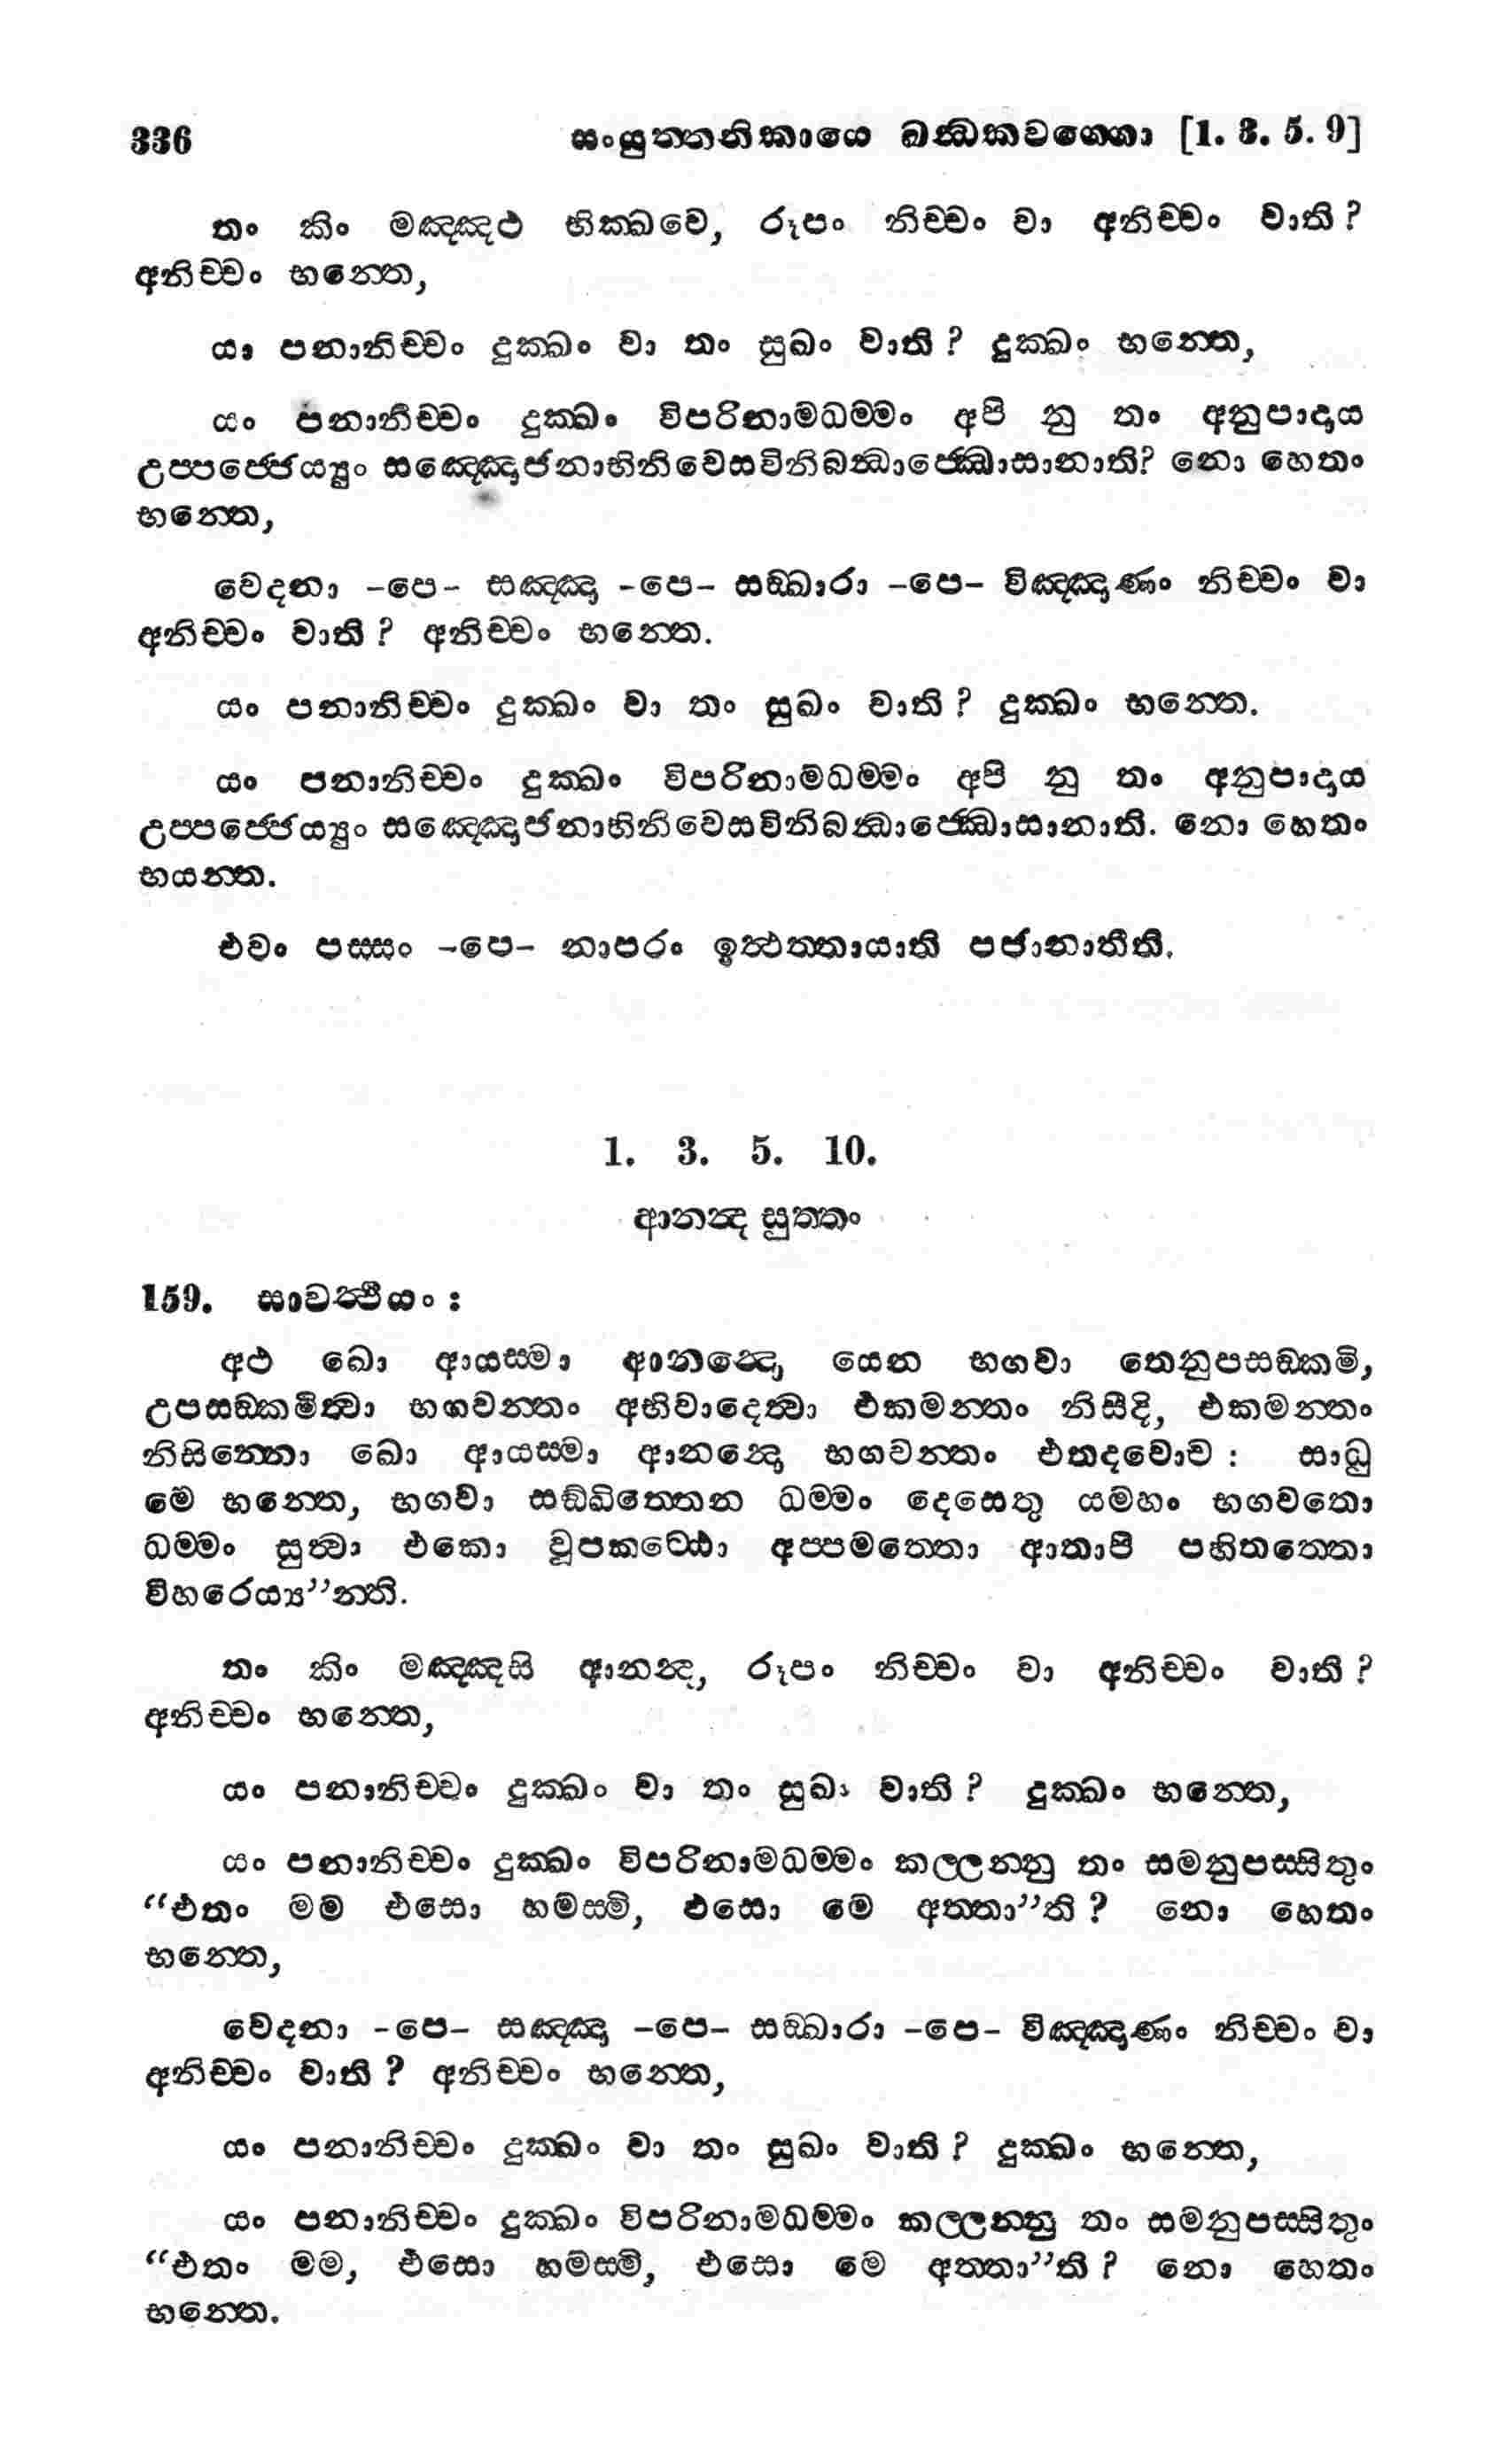 336 සංයුත්තනිකායෙ ඛන්ධකවග්ගො [1. 3. 5. 9]
තං කිං මඤ්ඤථ භික්ඛවෙ, රූපං නිච්චං වා අනිච්චං වාති?
අනිච්චං භන්තෙ,
යා පනානිච්චං දුක්ඛං වා තං සුඛං වාති? දුක්ඛං භන්තෙ,
යං පනානිච්චං දුක්ඛං විපරිනාමධම්මං අපි නු තං අනුපාදාය
උප්පජ්ජෙය්‍යුං සඤ්ඤොජනාභිනිවෙසවිනිබන්ධාජ්ඣොසානාති? නො හෙතං
භන්තෙ,
වෙදනා -පෙ- සඤ්ඤා -පෙ- සඞ්ඛාරා -පෙ- විඤ්ඤාණං නිච්චං වා
අනිච්චං වාති? අනිච්චං භන්තෙ.
යං පනානිච්චං දුක්ඛං වා තං සුඛං වාති? දුක්ඛං භන්තෙ.
යං පනානිච්චං දුක්ඛං විපරිනාමධම්මං අපි නු තං අනුපාදාය
උප්පජ්ජෙය්‍යුං සඤ්ඤොජනාභිනිවෙසවිනිබන්ධාජ්ඣොසානාති. නො හෙතං
භයන්ත.
එවං පස්සං -පෙ- නාපරං ඉත්ථත්තායාති පජානාතීති.
1. 3. 5. 10.
ආනන්ද සුත්තං
159. සාවත්ථියං :
අථ ඛො ආයස්මා ආනන්දො යෙන භගවා තෙනුපසඞ්කමි,
උපසඞ්කමිත්වා භගවන්තං අභිවාදෙත්වා එකමන්තං නිසීදි, එකමන්තං
නිසින්නො ඛො ආයස්මා ආනන්දො භගවන්තං එතදවොච : සාධු
මෙ භන්තෙ, භගවා සඞ්ඛිත්තෙන ධම්මං දෙසෙතු යමහං භගවතො
ධම්මං සුත්වා එකො වූපකට්ඨො අප්පමත්තො ආතාපි පහිතත්තො
විහරෙය්‍ය”න්ති.
තං කිං මඤ්ඤසි ආනන්ද, රූපං නිච්චං වා අනිච්චං වාති?
අනිච්චං භන්තෙ,
යං පනානිච්චං දුක්ඛං වා තං සුඛං වාති? දුක්ඛං භන්තෙ,
යං පනානිච්චං දුක්ඛං විපරිනාමධම්මං කල්ලන්නු තං සමනුපස්සිතුං
“එතං මම එසො හමස්මි, එසො මෙ අත්තා”ති? නො හෙතං
භන්තෙ,
වෙදනා -පෙ- සඤ්ඤා -පෙ- සඞ්ඛාරා -පෙ- විඤ්ඤාණං නිච්චං වා
අනිච්චං වාති? අනිච්චං භන්තෙ,
යං පනානිච්චං දුක්ඛං වා තං සුඛං වාති? දුක්ඛං භන්තෙ,
යං පනානිච්චං දුක්ඛං විපරිනාමධම්මං කල්ලන්නු තං සමනුපස්සිතුං
“එතං මම, එසො හමස්මි, එසො මෙ අත්තා”ති? නො හෙතං
භන්තෙ.